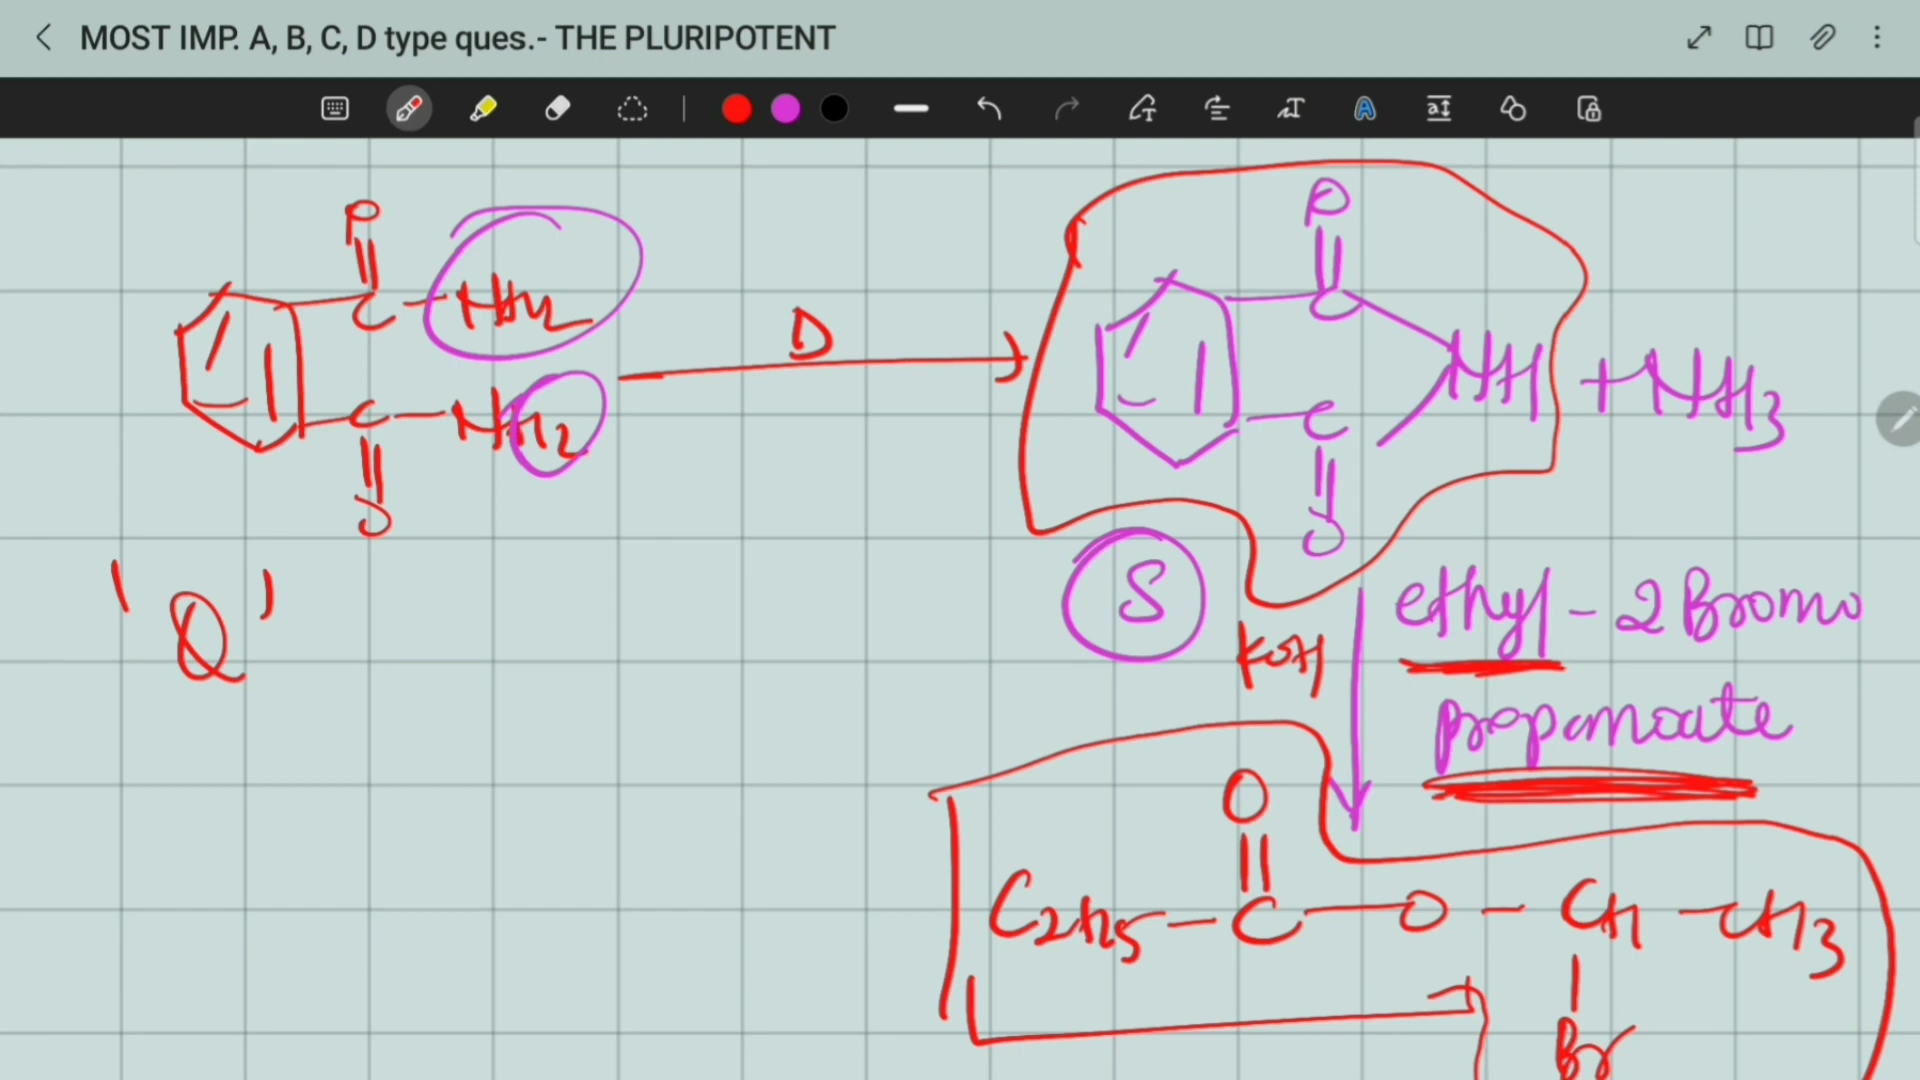 MOST IMP. A, B, C, D type ques.- THE PLURIPOTENT
O
C - NH2
C - NH2
O
D
O
C
NH + NH3
C
O
'Q'
S
KOH
ethyl - 2 Bromo
propanoate
O
C2H5 - C - O - CH - CH3
Br